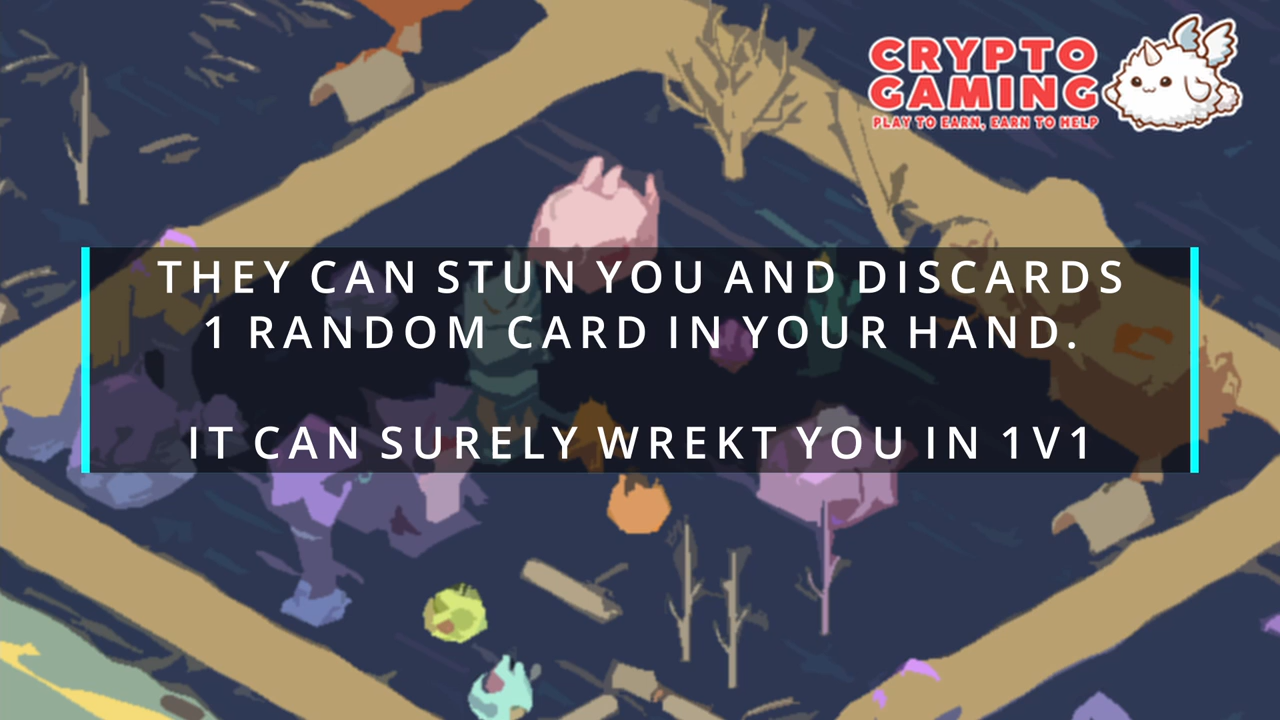 CRYPTO
GAMING
PLAY TO EARN, EARN TO HELP
THEY CAN STUN YOU AND DISCARDS
1 RANDOM CARD IN YOUR HAND.
IT CAN SURELY WREKT YOU IN 1V1